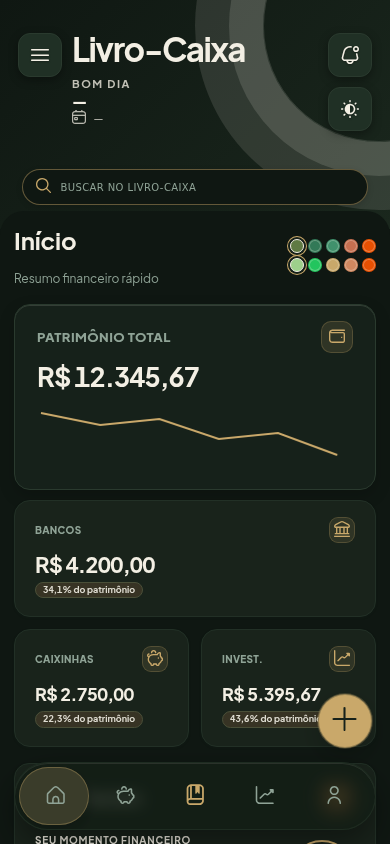 Livro-Caixa
BOM DIA
—
—
BUSCAR NO LIVRO-CAIXA
Início
Resumo financeiro rápido
PATRIMÔNIO TOTAL
R$ 12.345,67
BANCOS
R$ 4.200,00
34,1% do patrimônio
CAIXINHAS
R$ 2.750,00
22,3% do patrimônio
INVEST.
R$ 5.395,67
43,6% do patrimônio
SEU MOMENTO FINANCEIRO